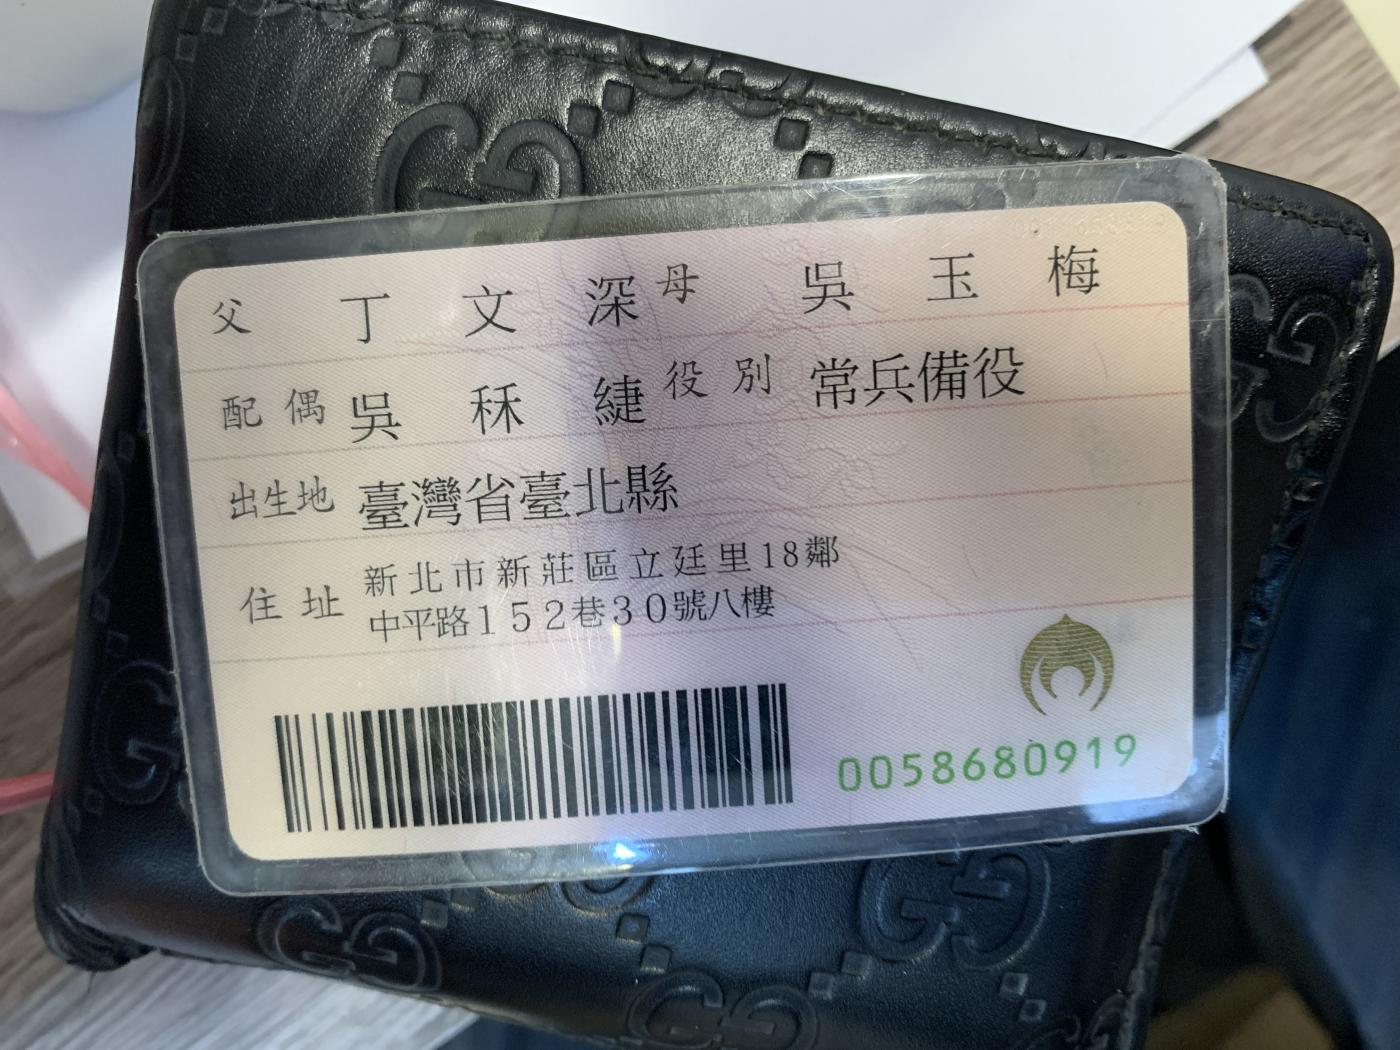 父 丁文深 母 吳玉梅
配偶 吳秝緁 役別 常兵備役
出生地 臺灣省臺北縣
住址 新北市新莊區立廷里18鄰
中平路152巷30號八樓
0058680919